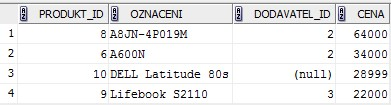 PRODUKT_ID OZNACENI DODAVATEL_ID CENA
1 8 A8JN-4P019M 2 64000
2 6 A600N 2 34000
3 10 DELL Latitude 80s (null) 28999
4 9 Lifebook S2110 3 22000